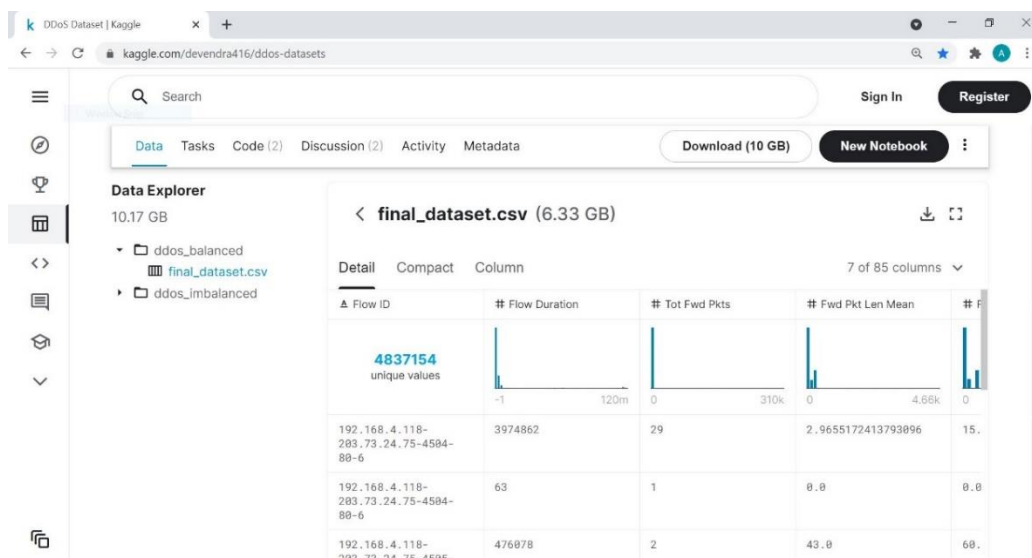 DDoS Dataset | Kaggle
kaggle.com/devendra416/ddos-datasets
A
Search
Sign In
Register
Data Tasks Code (2) Discussion (2) Activity Metadata
Download (10 GB)
New Notebook
Data Explorer
10.17 GB
ddos_balanced
final_dataset.csv
ddos_imbalanced
final_dataset.csv (6.33 GB)
Detail Compact Column
7 of 85 columns
Flow ID # Flow Duration # Tot Fwd Pkts # Fwd Pkt Len Mean # F
4837154
unique values
-1 120m 0 310k 0 4.66k 0
192.168.4.118-
203.73.24.75-4504-
80-6
3974862 29 2.9655172413793096 15.
192.168.4.118-
203.73.24.75-4504-
80-6
63 1 0.0 0.0
192.168.4.118-
476078 2 43.0 60.